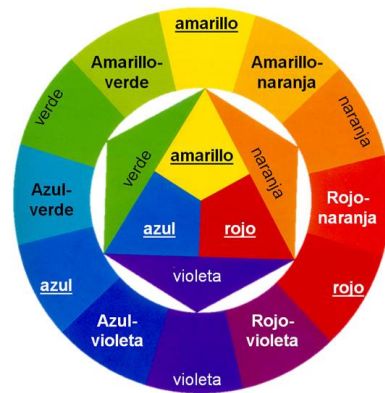 amarillo
Amarillo-
verde
Amarillo-
naranja
verde
naranja
amarillo
verde
naranja
Azul-
verde
Rojo-
naranja
azul
rojo
azul
violeta
rojo
Azul-
violeta
Rojo-
violeta
violeta